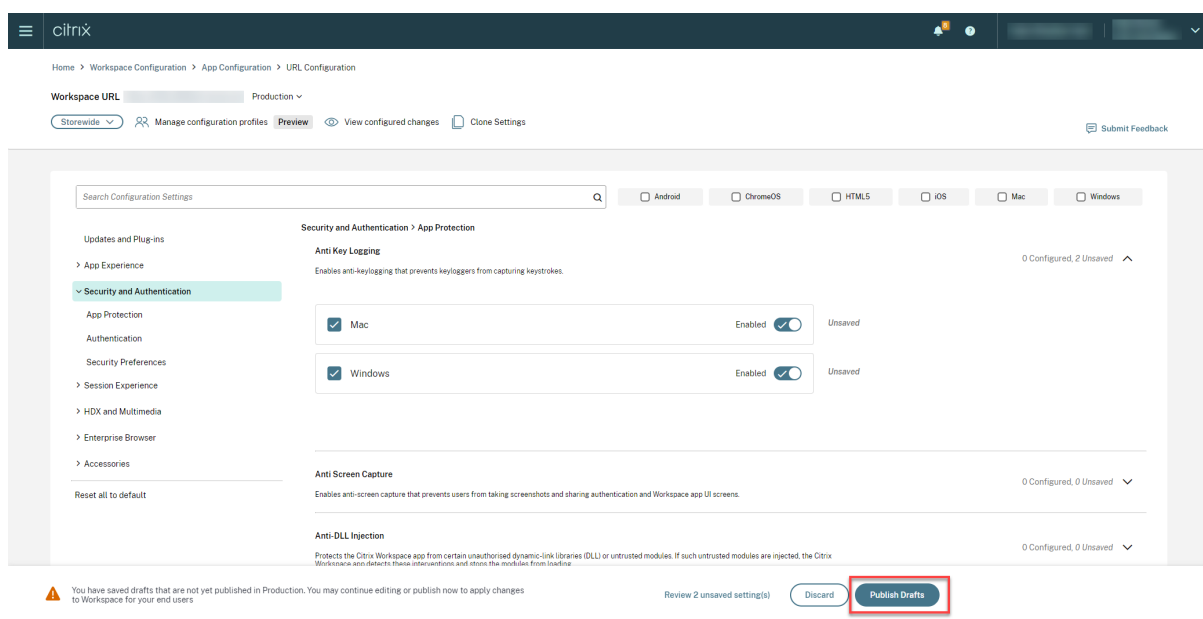 citrix
8
?
Home > Workspace Configuration > App Configuration > URL Configuration
Workspace URL
Production
Storewide
Manage configuration profiles Preview
View configured changes
Clone Settings
Submit Feedback
Search Configuration Settings
Android
ChromeOS
HTML5
iOS
Mac
Windows
Updates and Plug-ins
App Experience
Security and Authentication
App Protection
Authentication
Security Preferences
Session Experience
HDX and Multimedia
Enterprise Browser
Accessories
Reset all to default
Security and Authentication > App Protection
Anti Key Logging
Enables anti-keylogging that prevents keyloggers from capturing keystrokes.
0 Configured, 2 Unsaved
Mac
Enabled
Unsaved
Windows
Enabled
Unsaved
Anti Screen Capture
Enables anti-screen capture that prevents users from taking screenshots and sharing authentication and Workspace app UI screens.
0 Configured, 0 Unsaved
Anti-DLL Injection
Protects the Citrix Workspace app from certain unauthorised dynamic-link libraries (DLL) or untrusted modules. If such untrusted modules are injected, the Citrix
Workspace app detects these interventions and stops the modules from loading
0 Configured, 0 Unsaved
You have saved drafts that are not yet published in Production. You may continue editing or publish now to apply changes
to Workspace for your end users
Review 2 unsaved setting(s)
Discard
Publish Drafts